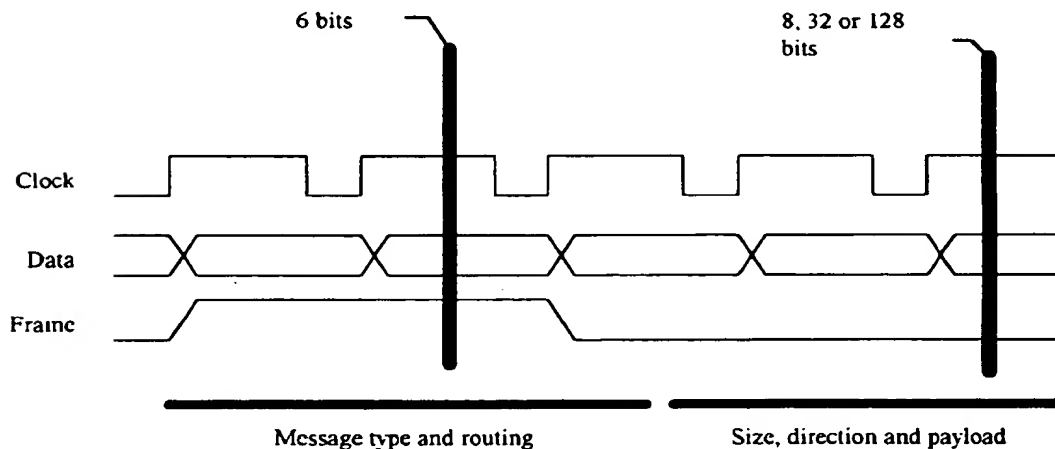 6 bits
8, 32 or 128
bits
Clock
Data
Frame
Message type and routing
Size, direction and payload